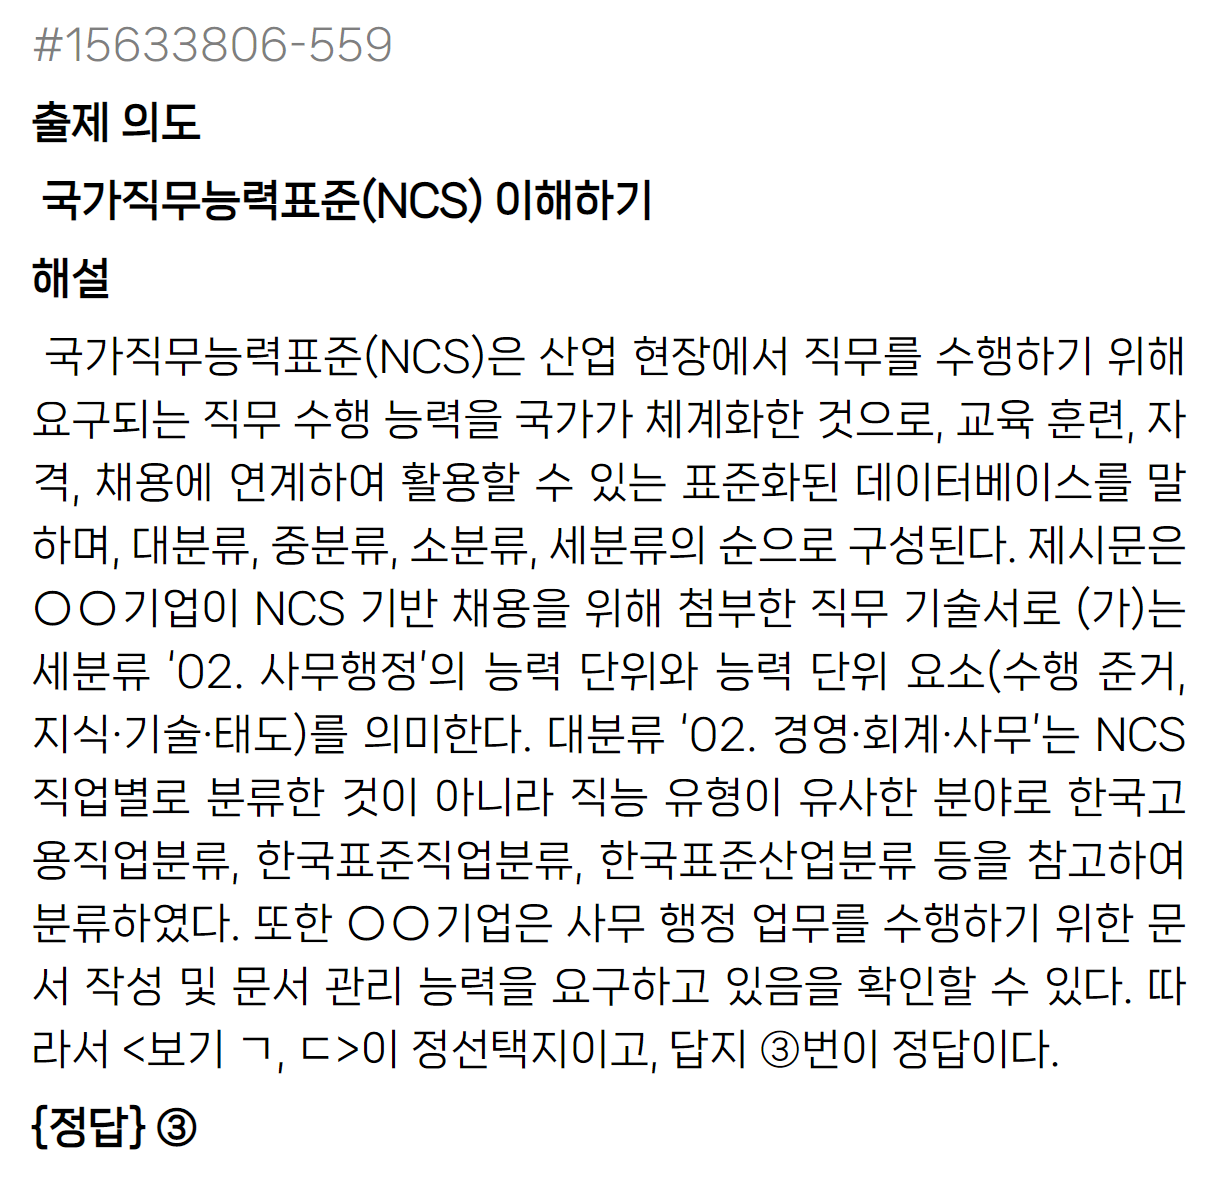 #15633806-559
출제 의도
국가직무능력표준(NCS) 이해하기
해설
국가직무능력표준(NCS)은 산업 현장에서 직무를 수행하기 위해
요구되는 직무 수행 능력을 국가가 체계화한 것으로, 교육 훈련, 자
격, 채용에 연계하여 활용할 수 있는 표준화된 데이터베이스를 말
하며, 대분류, 중분류, 소분류, 세분류의 순으로 구성된다. 제시문은
○○기업이 NCS 기반 채용을 위해 첨부한 직무 기술서로 (가)는
세분류 '02. 사무행정'의 능력 단위와 능력 단위 요소(수행 준거,
지식·기술·태도)를 의미한다. 대분류 '02. 경영·회계·사무'는 NCS
직업별로 분류한 것이 아니라 직능 유형이 유사한 분야로 한국고
용직업분류, 한국표준직업분류, 한국표준산업분류 등을 참고하여
분류하였다. 또한 ○○기업은 사무 행정 업무를 수행하기 위한 문
서 작성 및 문서 관리 능력을 요구하고 있음을 확인할 수 있다. 따
라서 <보기 ㄱ, ㄷ>이 정선택지이고, 답지 ③번이 정답이다.
{정답} ③